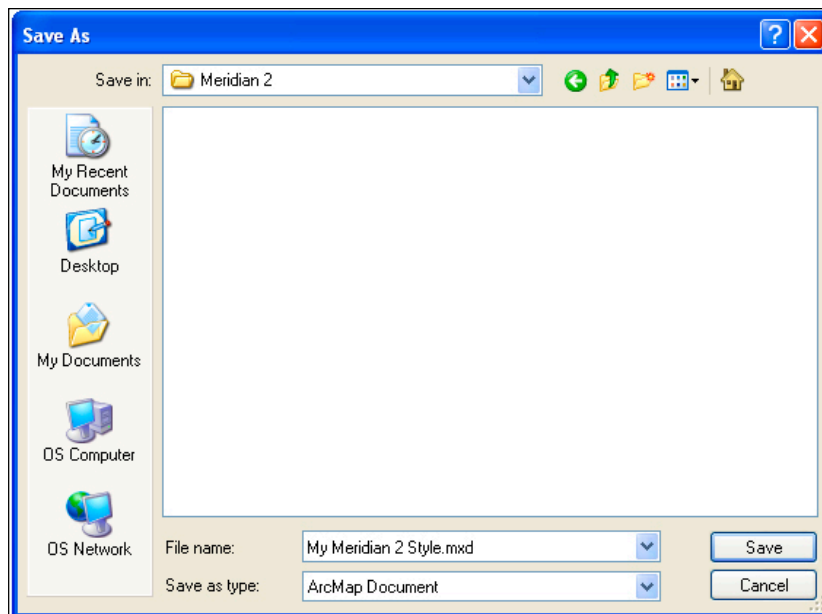 Save As
Save in:
Meridian 2
My Recent
Documents
Desktop
My Documents
OS Computer
OS Network
File name:
My Meridian 2 Style.mxd
Save
Save as type:
ArcMap Document
Cancel